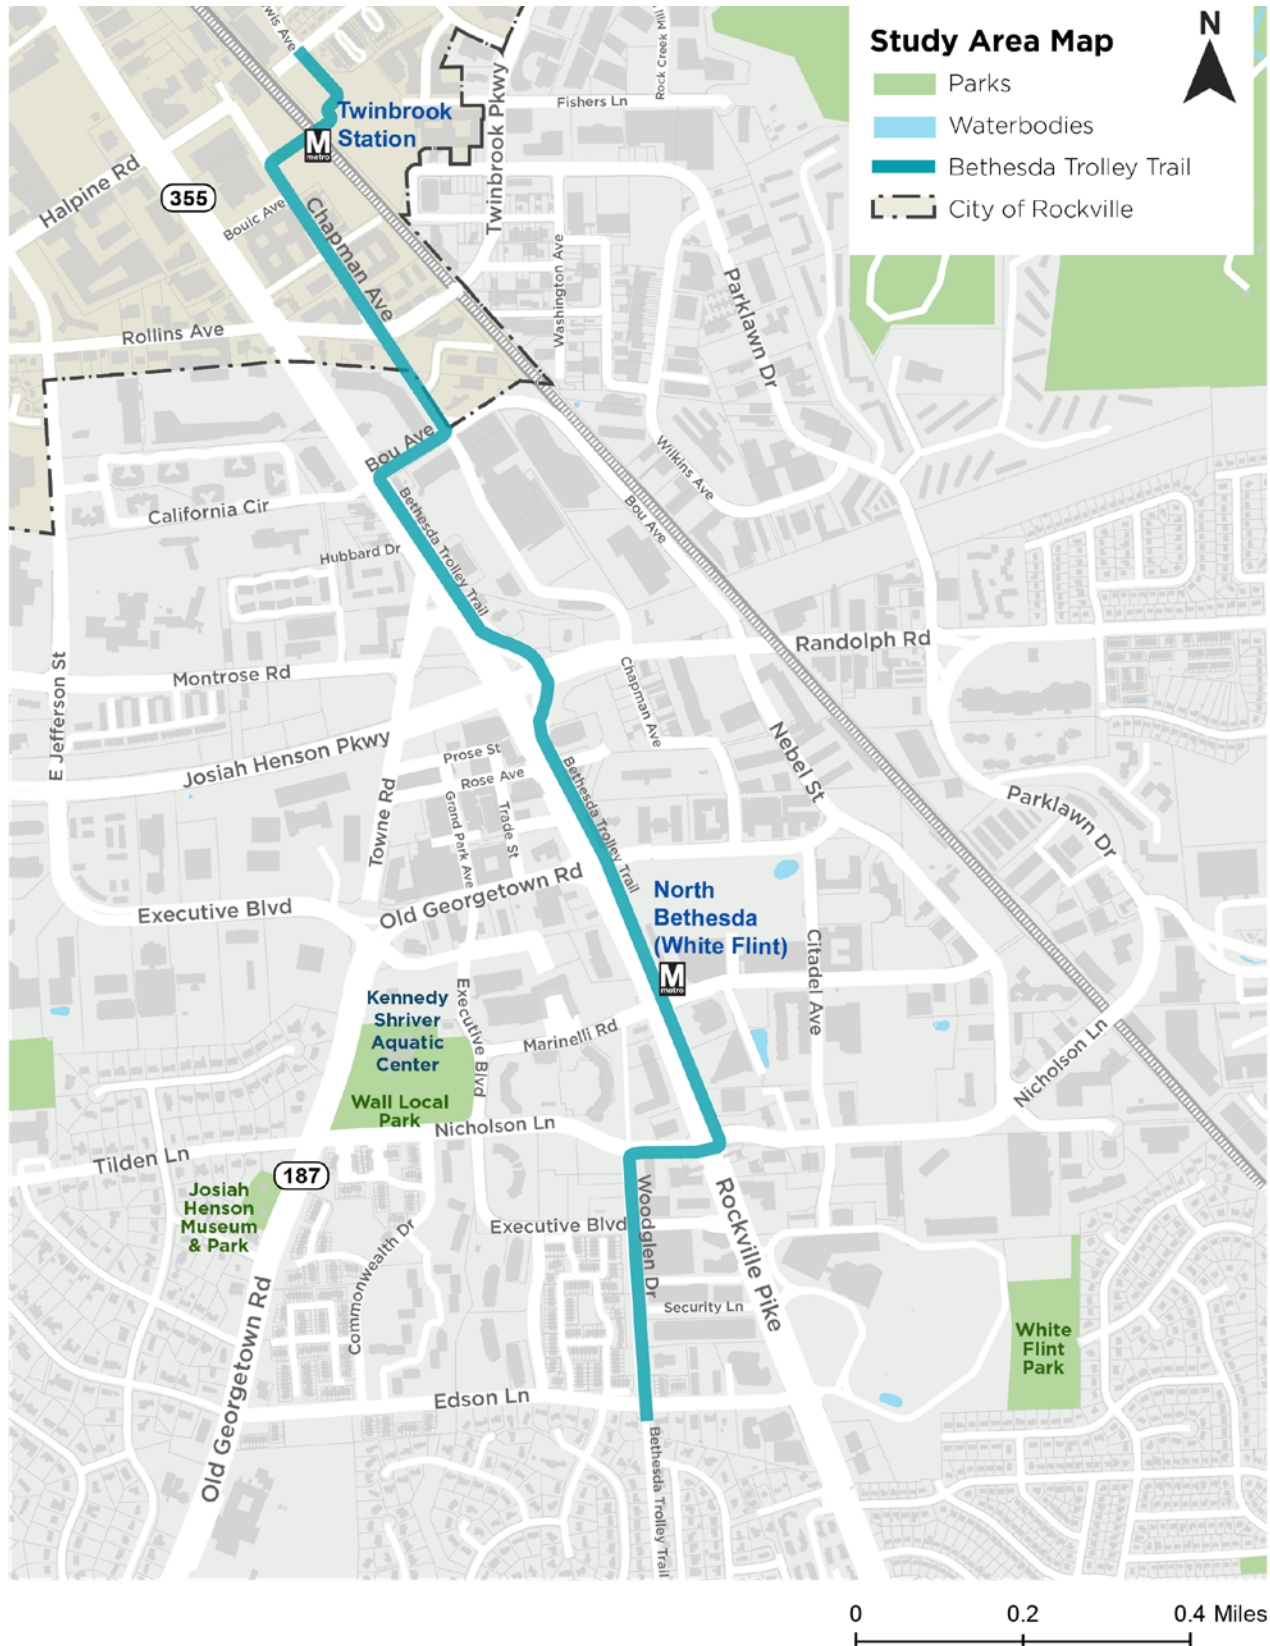 Study Area Map
Parks
Waterbodies
Bethesda Trolley Trail
City of Rockville
N
wis Ave
Twinbrook
Station
M
metro
Fishers Ln
Twinbrook Pkwy
Halpine Rd
355
Bouic Ave
Chapman Ave
Washington Ave
Parklawn Dr
Rollins Ave
Bou Ave
Wilkins Ave
Bou Ave
California Cir
Hubbard Dr
Bethesda Trolley Trail
Randolph Rd
Montrose Rd
E Jefferson St
Chapman Ave
Josiah Henson Pkwy
Prose St
Rose Ave
Grand Park Ave
Trade St
Towne Rd
Bethesda Trolley Trail
Nebel St
Parklawn Dr
Old Georgetown Rd
Executive Blvd
North
Bethesda
(White Flint)
M
metro
Citadel Ave
Kennedy
Shriver
Aquatic
Center
Executive Blvd
Marinelli Rd
Nicholson Ln
Wall Local
Park
Nicholson Ln
Tilden Ln
187
Josiah
Henson
Museum
& Park
Woodglen Dr
Rockville Pike
Executive Blvd
Commonwealth Dr
Security Ln
White
Flint
Park
Old Georgetown Rd
Edson Ln
Bethesda Trolley Trail
0 0.2 0.4 Miles